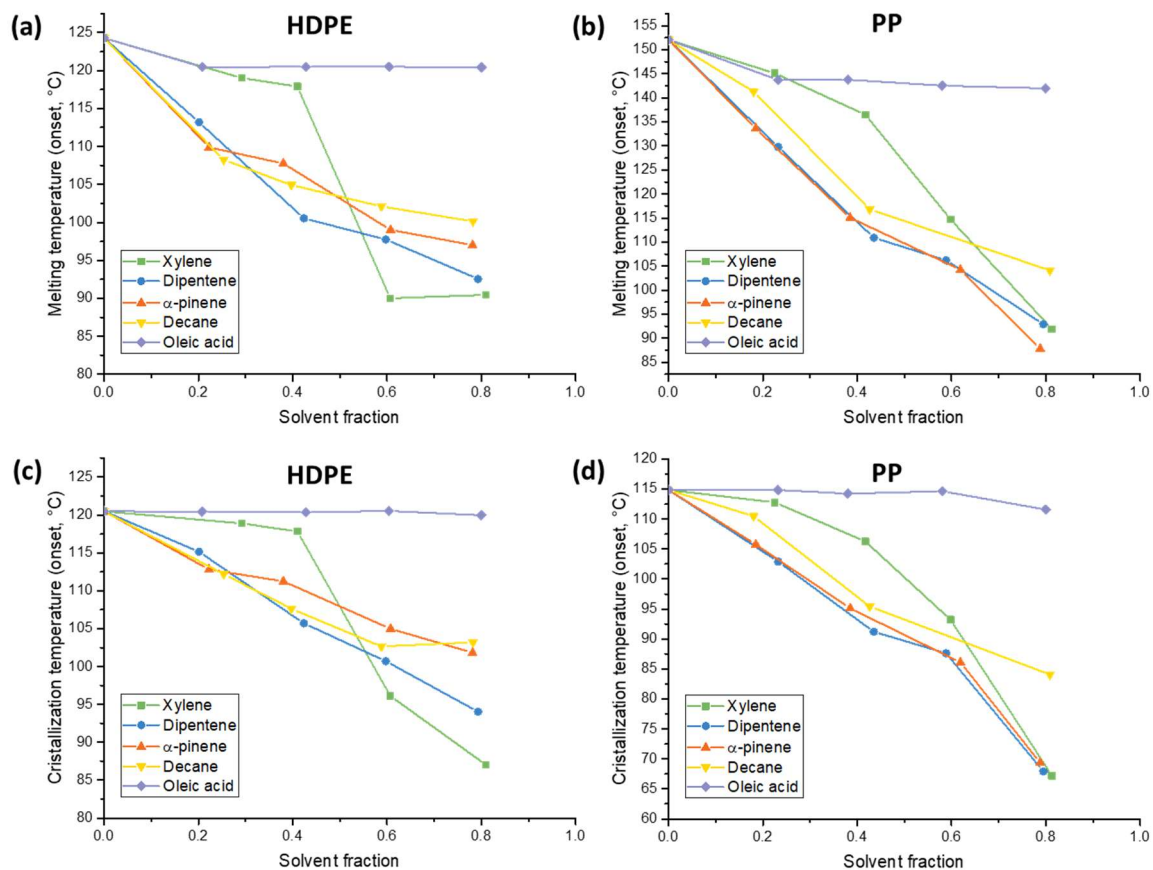 (a)
HDPE
125
120
115
110
105
100
95
90
85
80
Melting temperature (onset, °C)
Xylene
Dipentene
α-pinene
Decane
Oleic acid
0.0 0.2 0.4 0.6 0.8 1.0
Solvent fraction
(b)
PP
155
150
145
140
135
130
125
120
115
110
105
100
95
90
85
Melting temperature (onset, °C)
Xylene
Dipentene
α-pinene
Decane
Oleic acid
0.0 0.2 0.4 0.6 0.8 1.0
Solvent fraction
(c)
HDPE
125
120
115
110
105
100
95
90
85
80
Cristallization temperature (onset, °C)
Xylene
Dipentene
α-pinene
Decane
Oleic acid
0.0 0.2 0.4 0.6 0.8 1.0
Solvent fraction
(d)
PP
120
115
110
105
100
95
90
85
80
75
70
65
60
Cristallization temperature (onset, °C)
Xylene
Dipentene
α-pinene
Decane
Oleic acid
0.0 0.2 0.4 0.6 0.8 1.0
Solvent fraction